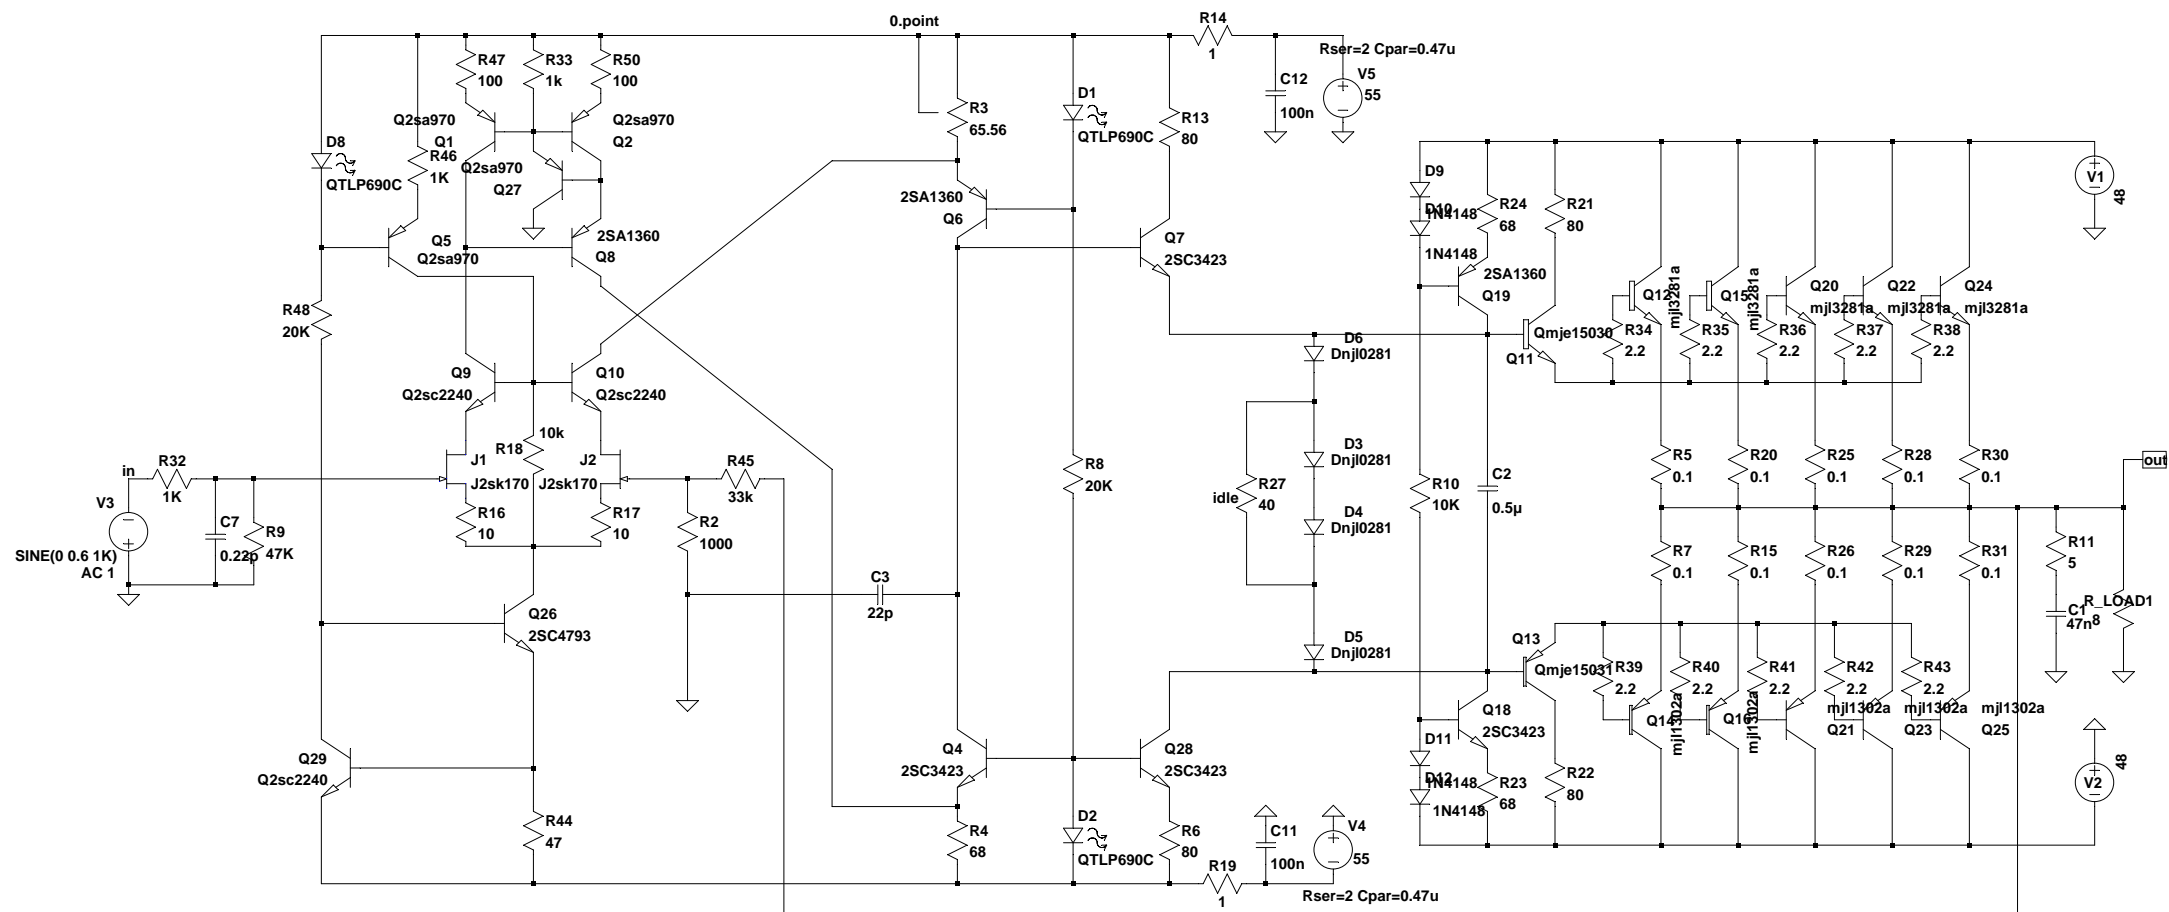 0.point
R14
1
Rser=2 Cpar=0.47u
V5
55
C12
100n
R47
100
R33
1k
R50
100
R3
65.56
D1
QTLP690C
R13
80
Q2sa970
Q1
Q2sa970
Q2
D8
QTLP690C
R46
1K
Q2sa970
Q27
2SA1360
Q6
Q5
Q2sa970
2SA1360
Q8
Q7
2SC3423
D9
1N4148
D10
1N4148
R24
68
R21
80
V1
48
2SA1360
Q19
Q12
mjl3281a
Q15
mjl3281a
Q20
mjl3281a
Q22
mjl3281a
Q24
mjl3281a
R48
20K
D6
Dnjl0281
Qmje15030
Q11
R34
2.2
R35
2.2
R36
2.2
R37
2.2
R38
2.2
Q9
Q2sc2240
Q10
Q2sc2240
10k
R18
in
R32
1K
J1
J2sk170
J2
J2sk170
R45
33k
R8
20K
D3
Dnjl0281
R27
40
idle
D4
Dnjl0281
R10
10K
C2
0.5µ
R5
0.1
R20
0.1
R25
0.1
R28
0.1
R30
0.1
out
V3
SINE(0 0.6 1K)
AC 1
C7
0.22p
R9
47K
R16
10
R17
10
R2
1000
R7
0.1
R15
0.1
R26
0.1
R29
0.1
R31
0.1
R11
5
C1
47n
R_LOAD1
8
C3
22p
Q26
2SC4793
D5
Dnjl0281
Q13
Qmje15031
R39
2.2
R40
2.2
R41
2.2
R42
2.2
R43
2.2
Q14
mjl1302a
Q16
mjl1302a
mjl1302a
Q21
mjl1302a
Q23
mjl1302a
Q25
Q29
Q2sc2240
Q4
2SC3423
Q28
2SC3423
Q18
2SC3423
D11
1N4148
D12
1N4148
R23
68
R22
80
V2
48
R44
47
R4
68
D2
QTLP690C
R6
80
C11
100n
V4
55
R19
1
Rser=2 Cpar=0.47u